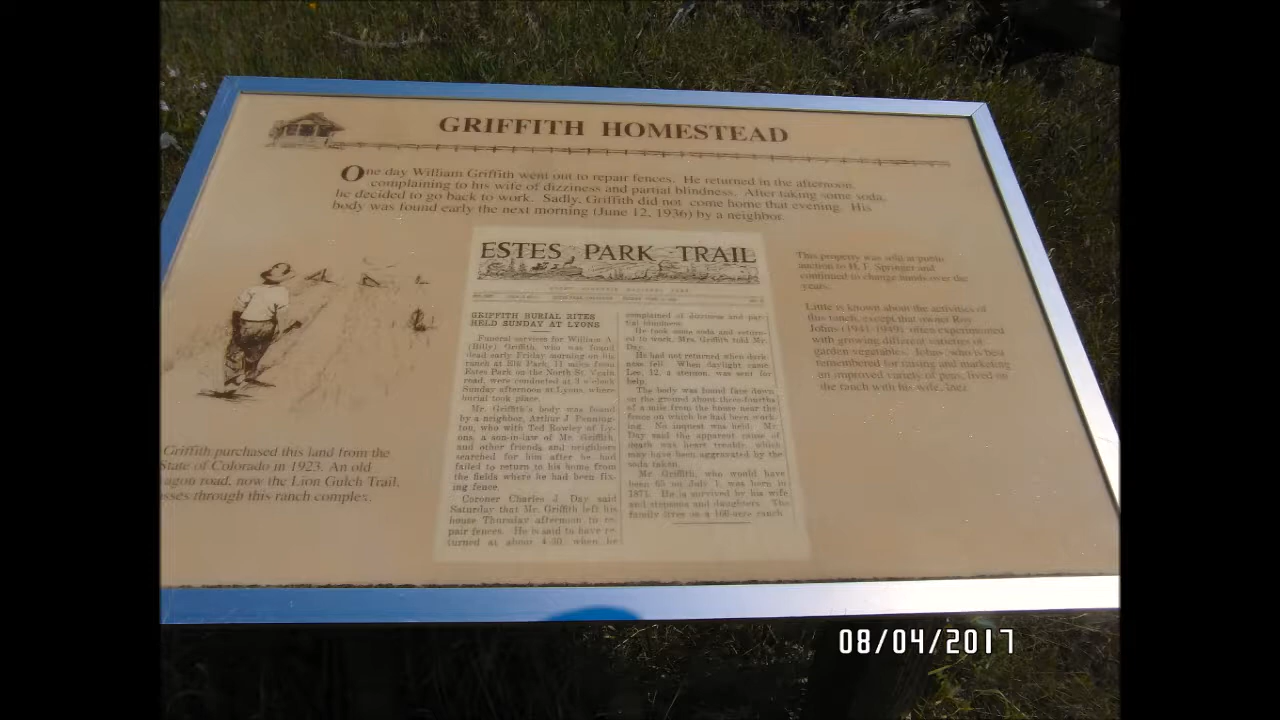 GRIFFITH HOMESTEAD
One day William Griffith went out to repair fences. He returned in the afternoon,
complaining to his wife of dizziness and partial blindness. After taking some soda,
he decided to go back to work. Sadly, Griffith did not come home that evening. His
body was found early the next morning (June 12, 1936) by a neighbor.
Griffith purchased this land from the
State of Colorado in 1923. An old
agon road, now the Lion Gulch Trail,
sses through this ranch complex.
ESTES PARK TRAIL
GRIFFITH BURIAL RITES
HELD SUNDAY AT LYONS
Funeral services for William A.
(Billy) Griffith, who was found
dead early Friday morning on his
ranch at Elk Park, 11 miles from
Estes Park on the North St. Vrain
road, were conducted at 3 o'clock
Sunday afternoon at Lyons, where
burial took place.
Mr. Griffith's body was found
by a neighbor, Arthur J. Penning-
ton, who with Ted Rowley of Ly-
ons, a son-in-law of Mr. Griffith,
and other friends and neighbors
searched for him after he had
failed to return to his home from
the fields where he had been fix-
ing fence.
Coroner Charles J. Day said
Saturday that Mr. Griffith left his
house Thursday afternoon to re-
pair fences. He is said to have re-
turned at about 4:30, when he
complained of dizziness and par-
tial blindness.
He took some soda and return-
ed to work, Mrs. Griffith told Mr.
Day.
He had not returned when dark-
ness fell. When daylight came
Lee, 12, a stepson, was sent for
help.
The body was found face down
on the ground about three-fourths
of a mile from the house near the
fence on which he had been work-
ing. No inquest was held. Mr.
Day said the apparent cause of
death was heart trouble, which
may have been aggravated by the
soda taken.
Mr. Griffith, who would have
been 65 on July 1, was born in
1871. He is survived by his wife
and stepsons and daughters. The
family lives on a 160-acre ranch.
This property was sold at public
auction to H. F. Springer and
continued to change hands over the
years.
Little is known about the activities of
this ranch, except that owner Roy
Johns (1941-1949) often experimented
with growing different varieties of
garden vegetables. Johns, who is best
remembered for raising and marketing
an improved variety of peas, lived on
the ranch with his wife, Inez.
08/04/2017